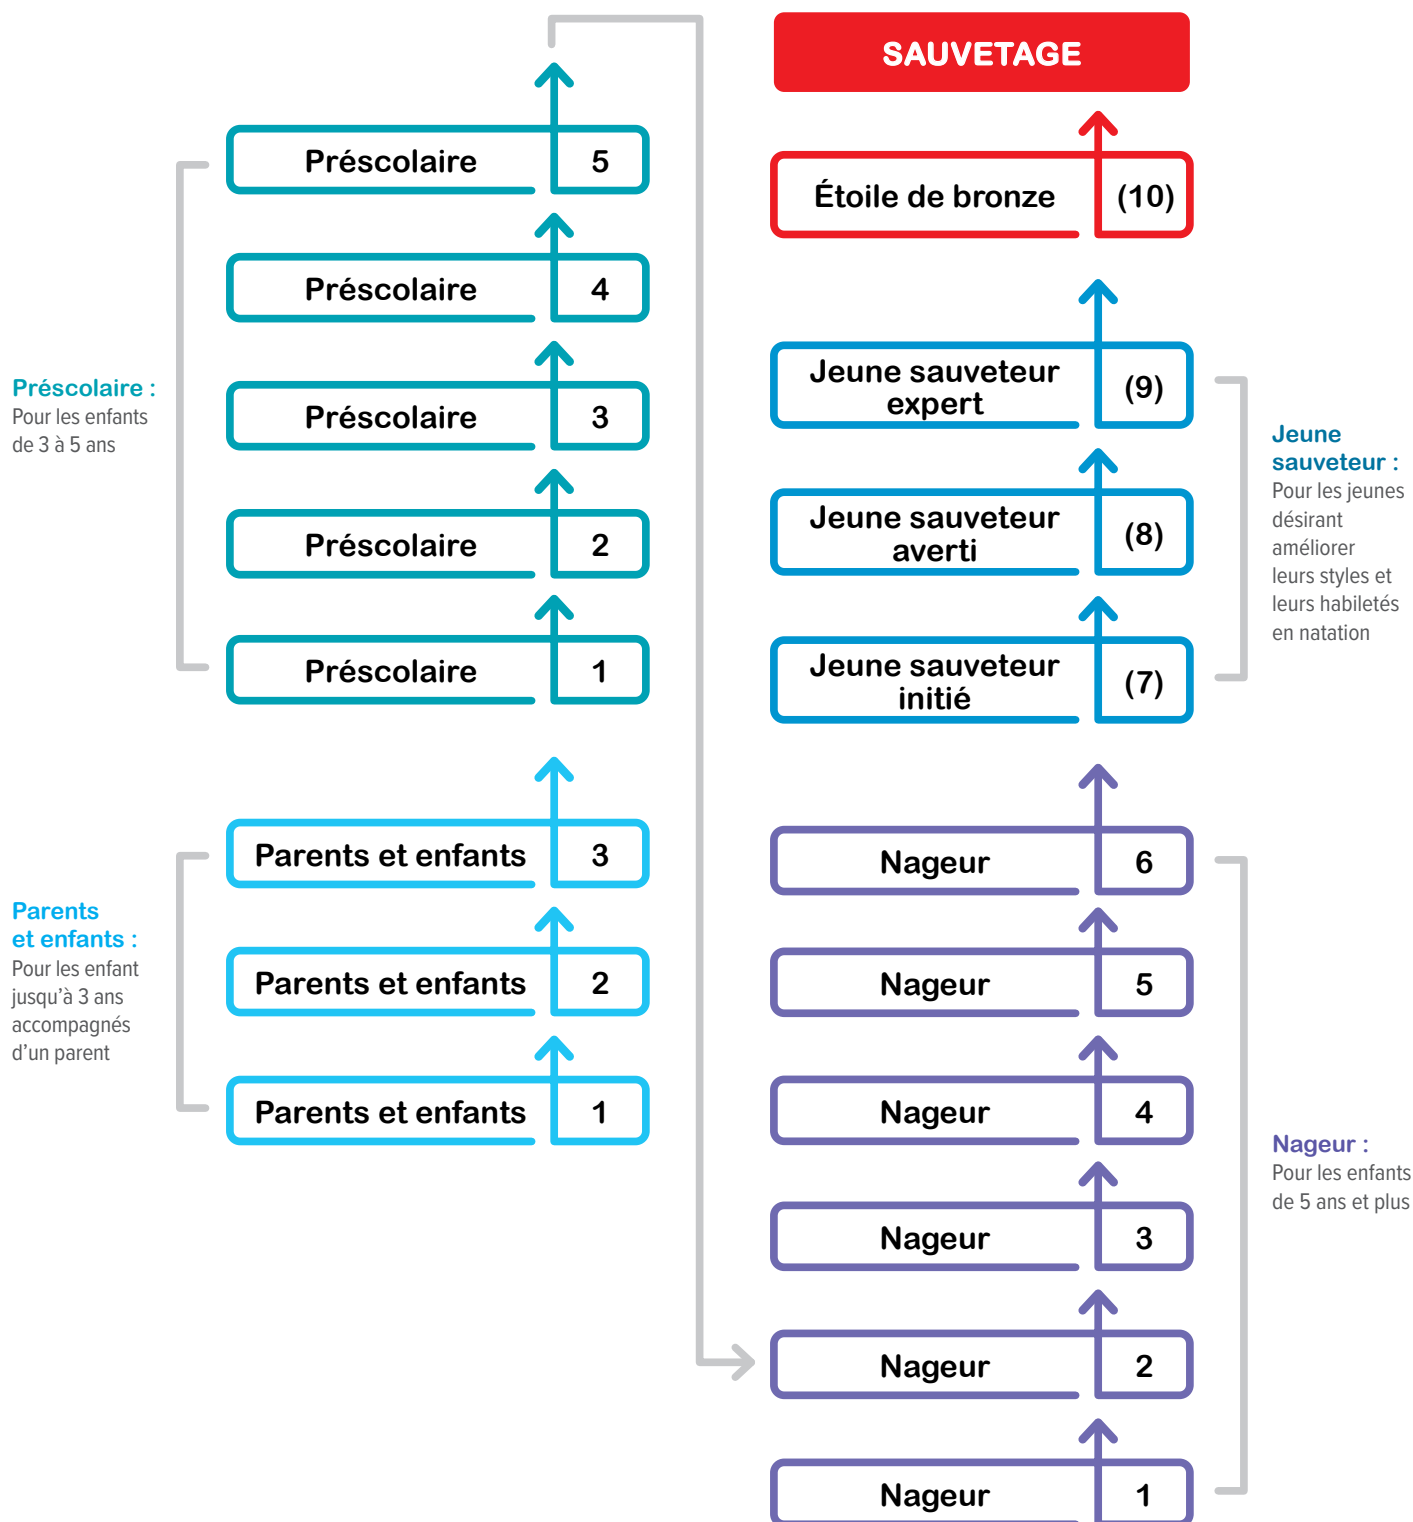 Préscolaire 5
Préscolaire 4
Préscolaire 3
Préscolaire 2
Préscolaire 1
Préscolaire :
Pour les enfants
de 3 à 5 ans
Parents et enfants 3
Parents et enfants 2
Parents et enfants 1
Parents
et enfants :
Pour les enfant
jusqu’à 3 ans
accompagnés
d’un parent
SAUVETAGE
Étoile de bronze (10)
Jeune sauveteur
expert (9)
Jeune sauveteur
averti (8)
Jeune sauveteur
initié (7)
Jeune
sauveteur :
Pour les jeunes
désirant
améliorer
leurs styles et
leurs habiletés
en natation
Nageur 6
Nageur 5
Nageur 4
Nageur 3
Nageur 2
Nageur 1
Nageur :
Pour les enfants
de 5 ans et plus